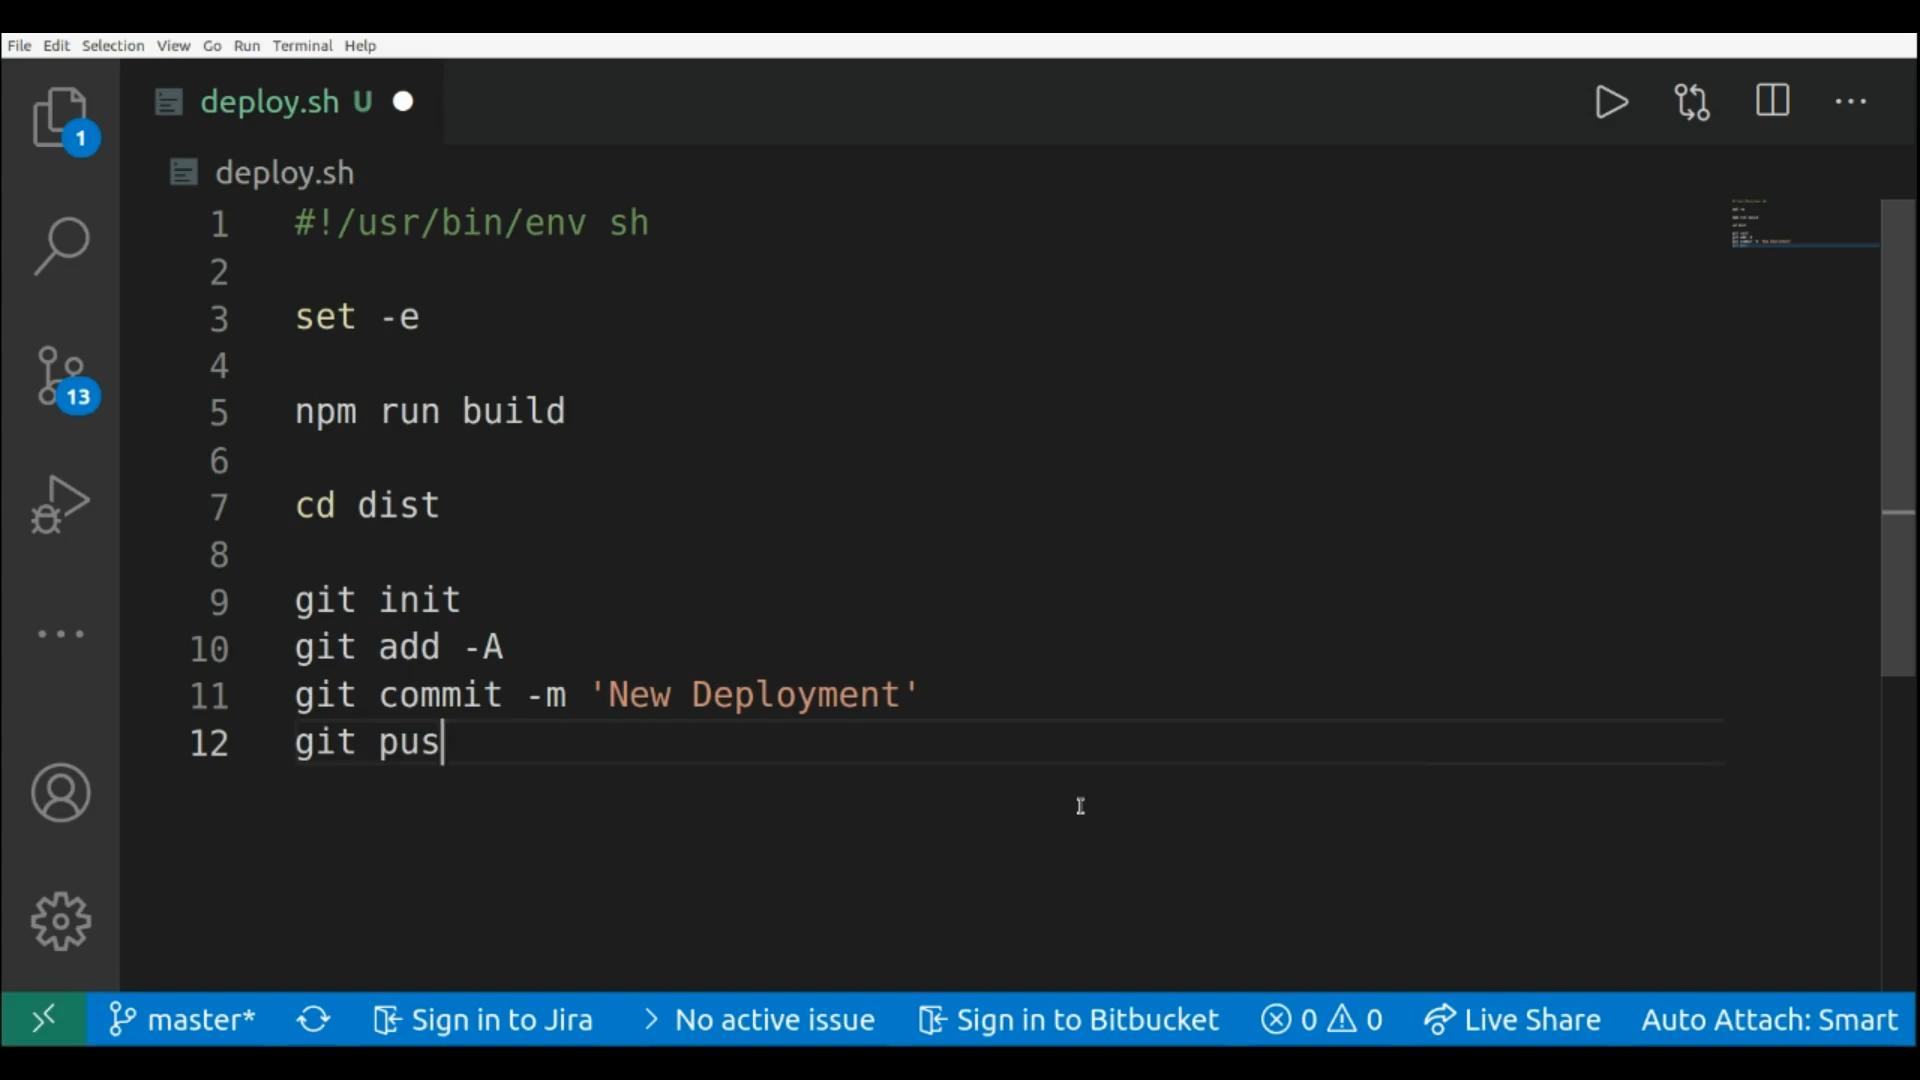 File Edit Selection View Go Run Terminal Help
deploy.sh U
1
deploy.sh
1 #!/usr/bin/env sh
2
3 set -e
4
13
5 npm run build
6
7 cd dist
8
9 git init
10 git add -A
11 git commit -m 'New Deployment'
12 git pus
master* Sign in to Jira No active issue Sign in to Bitbucket 0 0 Live Share Auto Attach: Smart